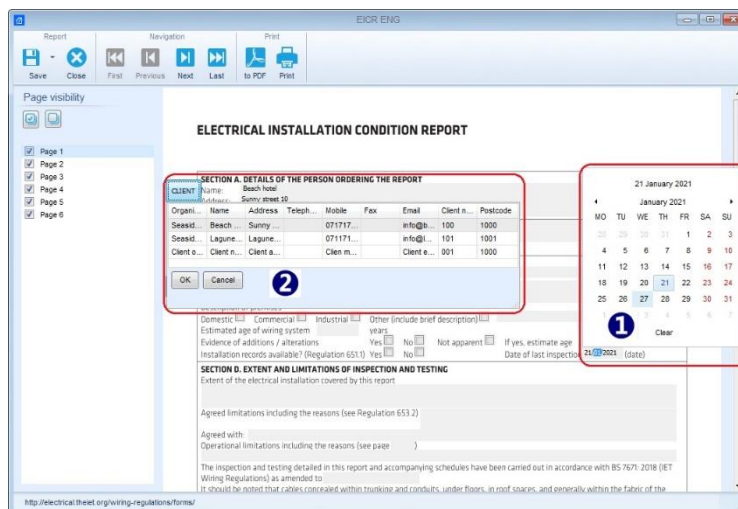 EICR ENG
Report Navigation Print
Save Close First Previous Next Last to PDF Print
Page visibility
Page 1
Page 2
Page 3
Page 4
Page 5
Page 6
ELECTRICAL INSTALLATION CONDITION REPORT
SECTION A. DETAILS OF THE PERSON ORDERING THE REPORT
CLIENT Name: Beach hotel
Address: Sunny street 10
Organi... Name Address Teleph... Mobile Fax Email Client n... Postcode
Seasid... Beach ... Sunny ... 071717... info@b... 100 1000
Seasid... Lagune... Lagune... 071171... info@l... 101 1001
Client o... Client n... Client a... Clien m... Client e... 001 1000
OK Cancel
2
21 January 2021
January 2021
MO TU WE TH FR SA SU
28 29 30 31 1 2 3
4 5 6 7 8 9 10
11 12 13 14 15 16 17
18 19 20 21 22 23 24
25 26 27 28 29 30 31
1
Clear
21/01/2021 (date)
Description of premises
Domestic Commercial Industrial Other (include brief description)
Estimated age of wiring system years
Evidence of additions / alterations Yes No Not apparent If yes, estimate age
Installation records available? (Regulation 651.1) Yes No Date of last inspection
SECTION D. EXTENT AND LIMITATIONS OF INSPECTION AND TESTING
Extent of the electrical installation covered by this report
Agreed limitations including the reasons (see Regulation 653.2)
Agreed with:
Operational limitations including the reasons (see page )
The inspection and testing detailed in this report and accompanying schedules have been carried out in accordance with BS 7671: 2018 (IET
Wiring Regulations) as amended to
It should be noted that cables concealed within trunking and conduits, under floors, in roof spaces, and generally within the fabric of the
http://electrical.theiet.org/wiring-regulations/forms/